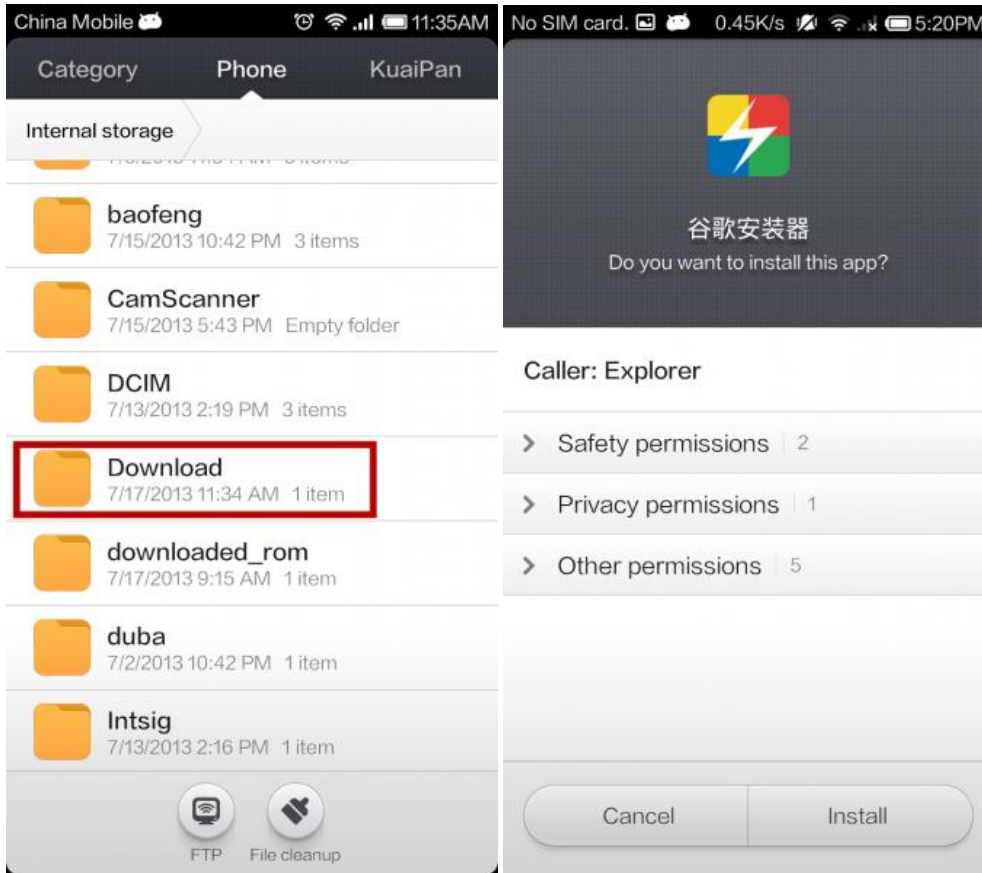 China Mobile
11:35AM
Category
Phone
KuaiPan
Internal storage
baofeng
7/15/2013 10:42 PM 3 items
CamScanner
7/15/2013 5:43 PM Empty folder
DCIM
7/13/2013 2:19 PM 3 items
Download
7/17/2013 11:34 AM 1 item
downloaded_rom
7/17/2013 9:15 AM 1 item
duba
7/2/2013 10:42 PM 1 item
Intsig
7/13/2013 2:16 PM 1 item
FTP
File cleanup
No SIM card.
0.45K/s
5:20PM
谷歌安装器
Do you want to install this app?
Caller: Explorer
Safety permissions 2
Privacy permissions 1
Other permissions 5
Cancel
Install